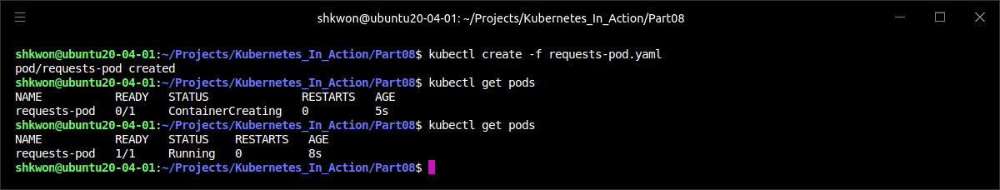 shkwon@ubuntu20-04-01: ~/Projects/Kubernetes_In_Action/Part08
shkwon@ubuntu20-04-01:~/Projects/Kubernetes_In_Action/Part08$ kubectl create -f requests-pod.yaml
pod/requests-pod created
shkwon@ubuntu20-04-01:~/Projects/Kubernetes_In_Action/Part08$ kubectl get pods
NAME           READY   STATUS              RESTARTS   AGE
requests-pod   0/1     ContainerCreating   0          5s
shkwon@ubuntu20-04-01:~/Projects/Kubernetes_In_Action/Part08$ kubectl get pods
NAME           READY   STATUS    RESTARTS   AGE
requests-pod   1/1     Running   0          8s
shkwon@ubuntu20-04-01:~/Projects/Kubernetes_In_Action/Part08$